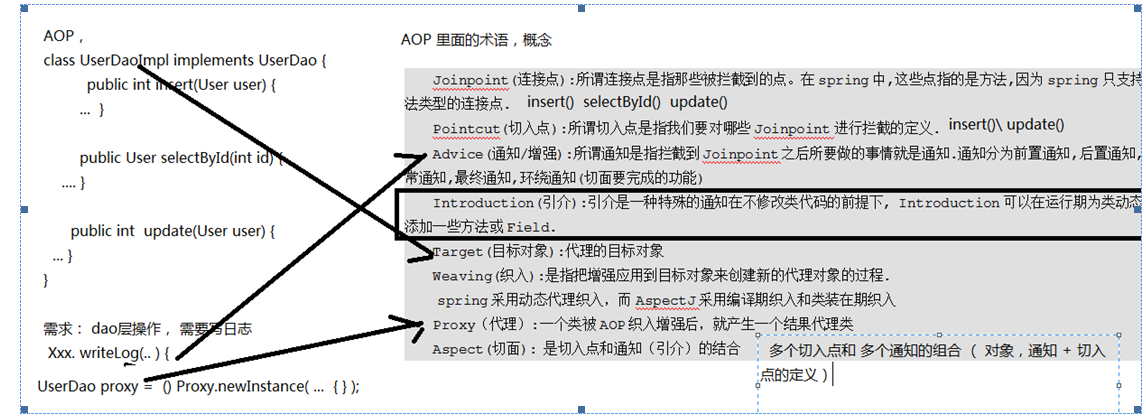 AOP，
class UserDaoImpl implements UserDao {
public int insert(User user) {
... }
public User selectById(int id) {
.... }
public int update(User user) {
... }
}
需求： dao层操作， 需要写日志
Xxx. writeLog(.. ) {
UserDao proxy = () Proxy.newInstance( ... { } );
AOP 里面的术语，概念
Joinpoint(连接点):所谓连接点是指那些被拦截到的点。在 spring 中,这些点指的是方法,因为 spring 只支持
法类型的连接点. insert() selectById() update()
Pointcut(切入点):所谓切入点是指我们要对哪些 Joinpoint 进行拦截的定义. insert()\ update()
Advice(通知/增强):所谓通知是指拦截到 Joinpoint 之后所要做的事情就是通知.通知分为前置通知,后置通知,
常通知,最终通知,环绕通知(切面要完成的功能)
Introduction(引介):引介是一种特殊的通知在不修改类代码的前提下, Introduction 可以在运行期为类动态
添加一些方法或 Field.
Target(目标对象):代理的目标对象
Weaving(织入):是指把增强应用到目标对象来创建新的代理对象的过程.
spring 采用动态代理织入，而 AspectJ 采用编译期织入和类装在期织入
Proxy（代理）:一个类被 AOP 织入增强后，就产生一个结果代理类
Aspect(切面): 是切入点和通知（引介）的结合
多个切入点和 多个通知的组合 （ 对象，通知 + 切入
点的定义 ）